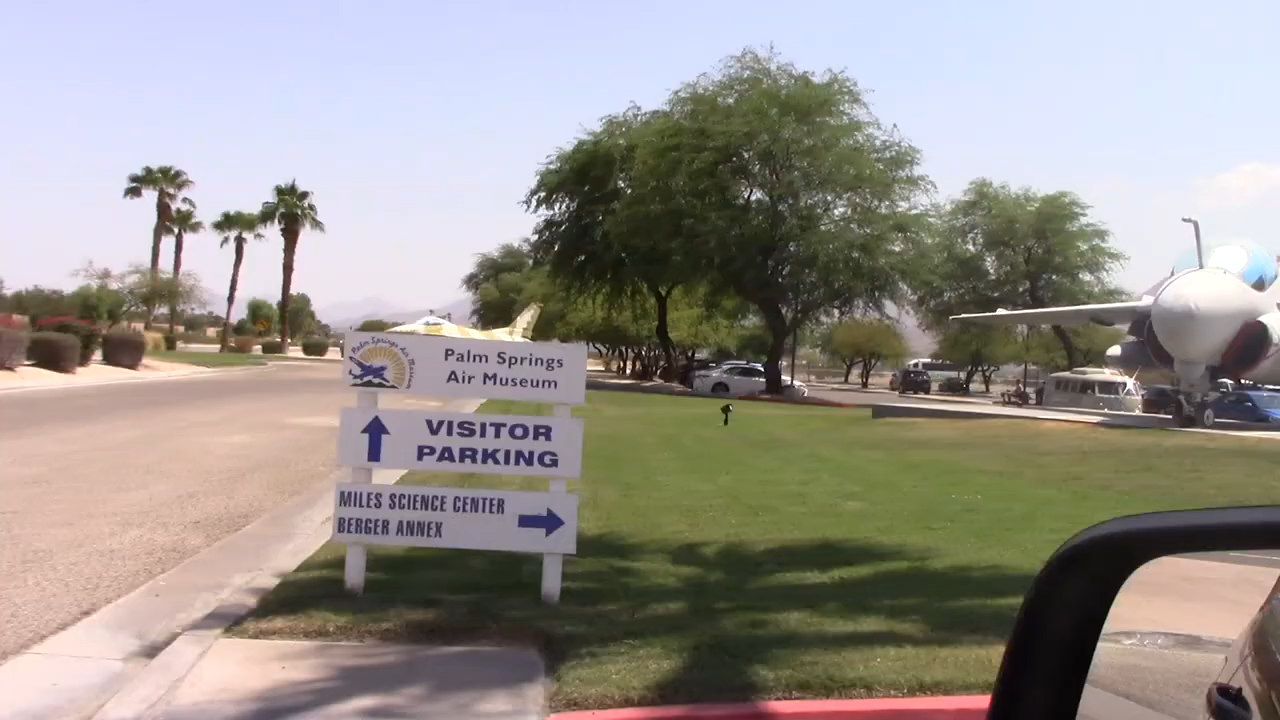 Palm Springs Air Museum
Palm Springs
Air Museum
VISITOR
PARKING
MILES SCIENCE CENTER
BERGER ANNEX